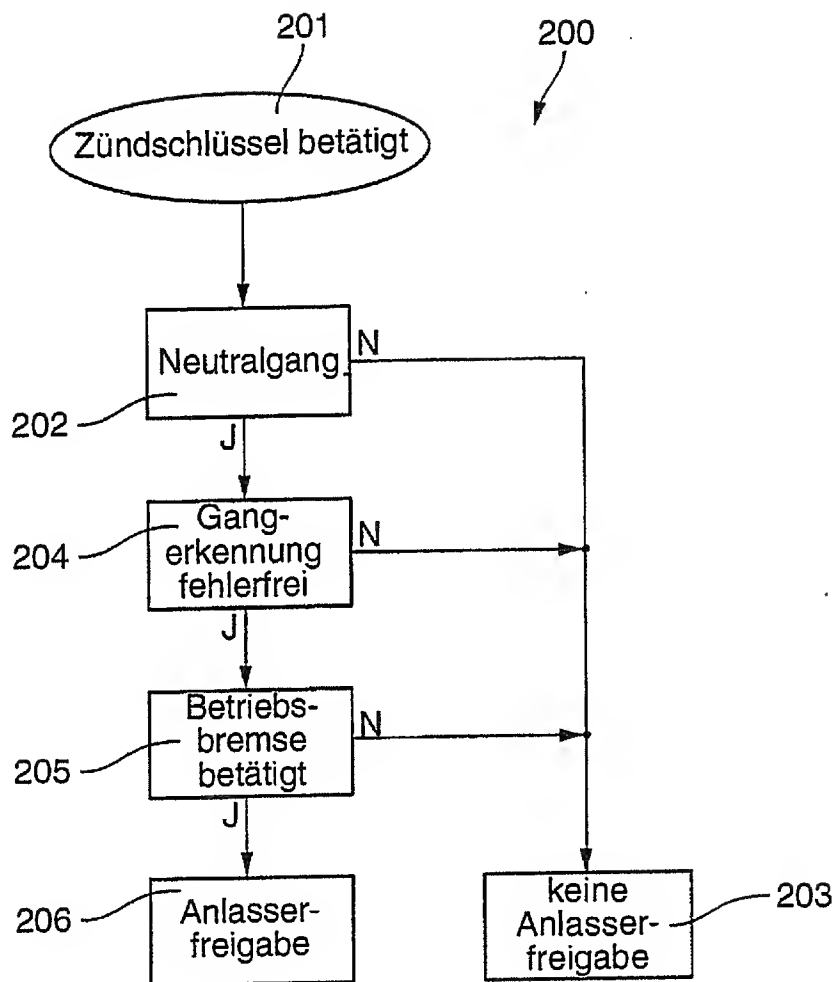 201
200
Zündschlüssel betätigt
Neutralgang
N
202
J
Gang-
erkennung
fehlerfrei
N
204
J
Betriebs-
bremse
betätigt
N
205
J
Anlasser-
freigabe
206
keine
Anlasser-
freigabe
203